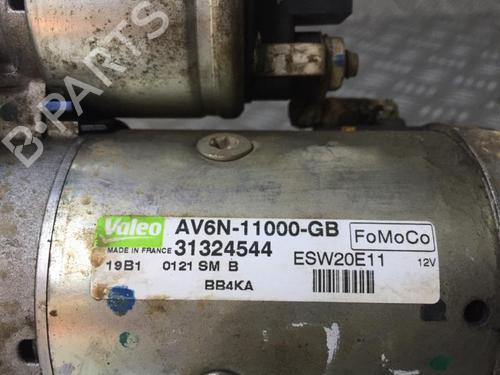 B-PARTS
Valeo AV6N-11000-GB FoMoCo
MADE IN FRANCE 31324544
19B1 0121 SM B ESW20E11 12V
BB4KA